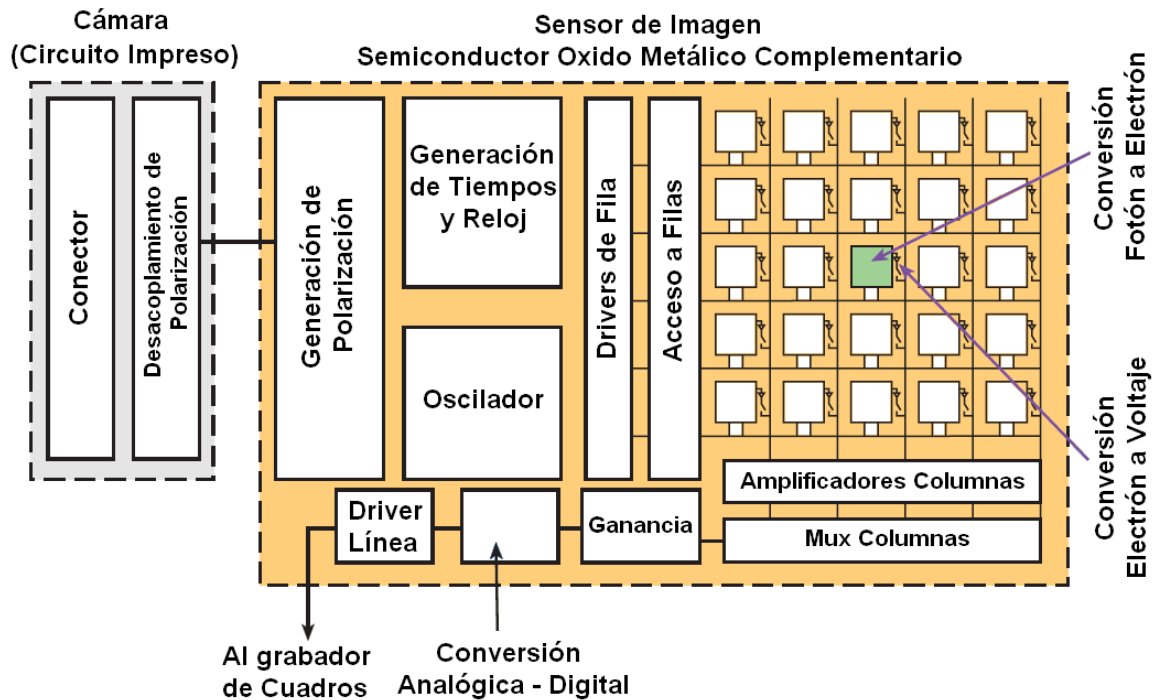 Cámara
(Circuito Impreso)
Sensor de Imagen
Semiconductor Oxido Metálico Complementario
Conector
Desacoplamiento de
Polarización
Generación de
Polarización
Generación
de Tiempos
y Reloj
Oscilador
Drivers de Fila
Acceso a Filas
Conversión
Fotón a Electrón
Conversión
Electrón a Voltaje
Amplificadores Columnas
Mux Columnas
Ganancia
Driver
Línea
Al grabador
de Cuadros
Conversión
Analógica - Digital